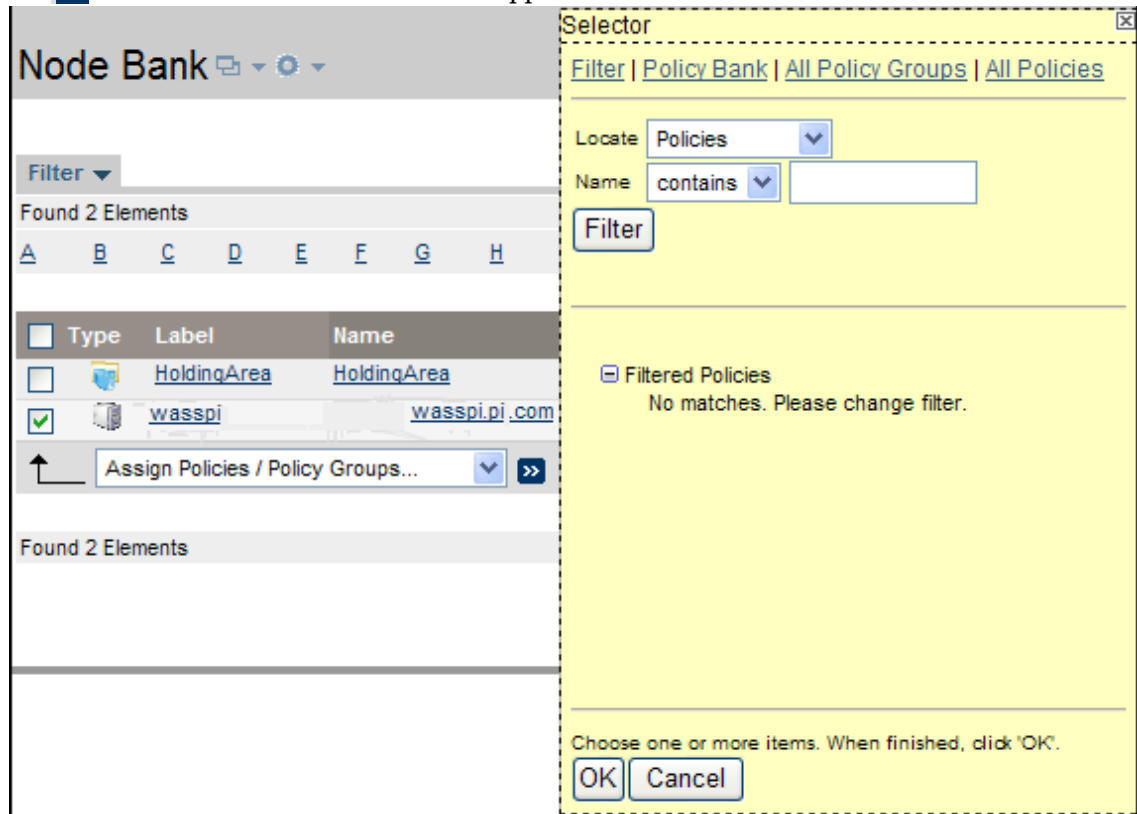 Node Bank
Filter
Found 2 Elements
A B C D E F G H
Type Label Name
HoldingArea HoldingArea
wasspi wasspi.pi.com
Assign Policies / Policy Groups...
Found 2 Elements
Selector
Filter | Policy Bank | All Policy Groups | All Policies
Locate Policies
Name contains
Filter
Filtered Policies
No matches. Please change filter.
Choose one or more items. When finished, click 'OK'.
OK Cancel